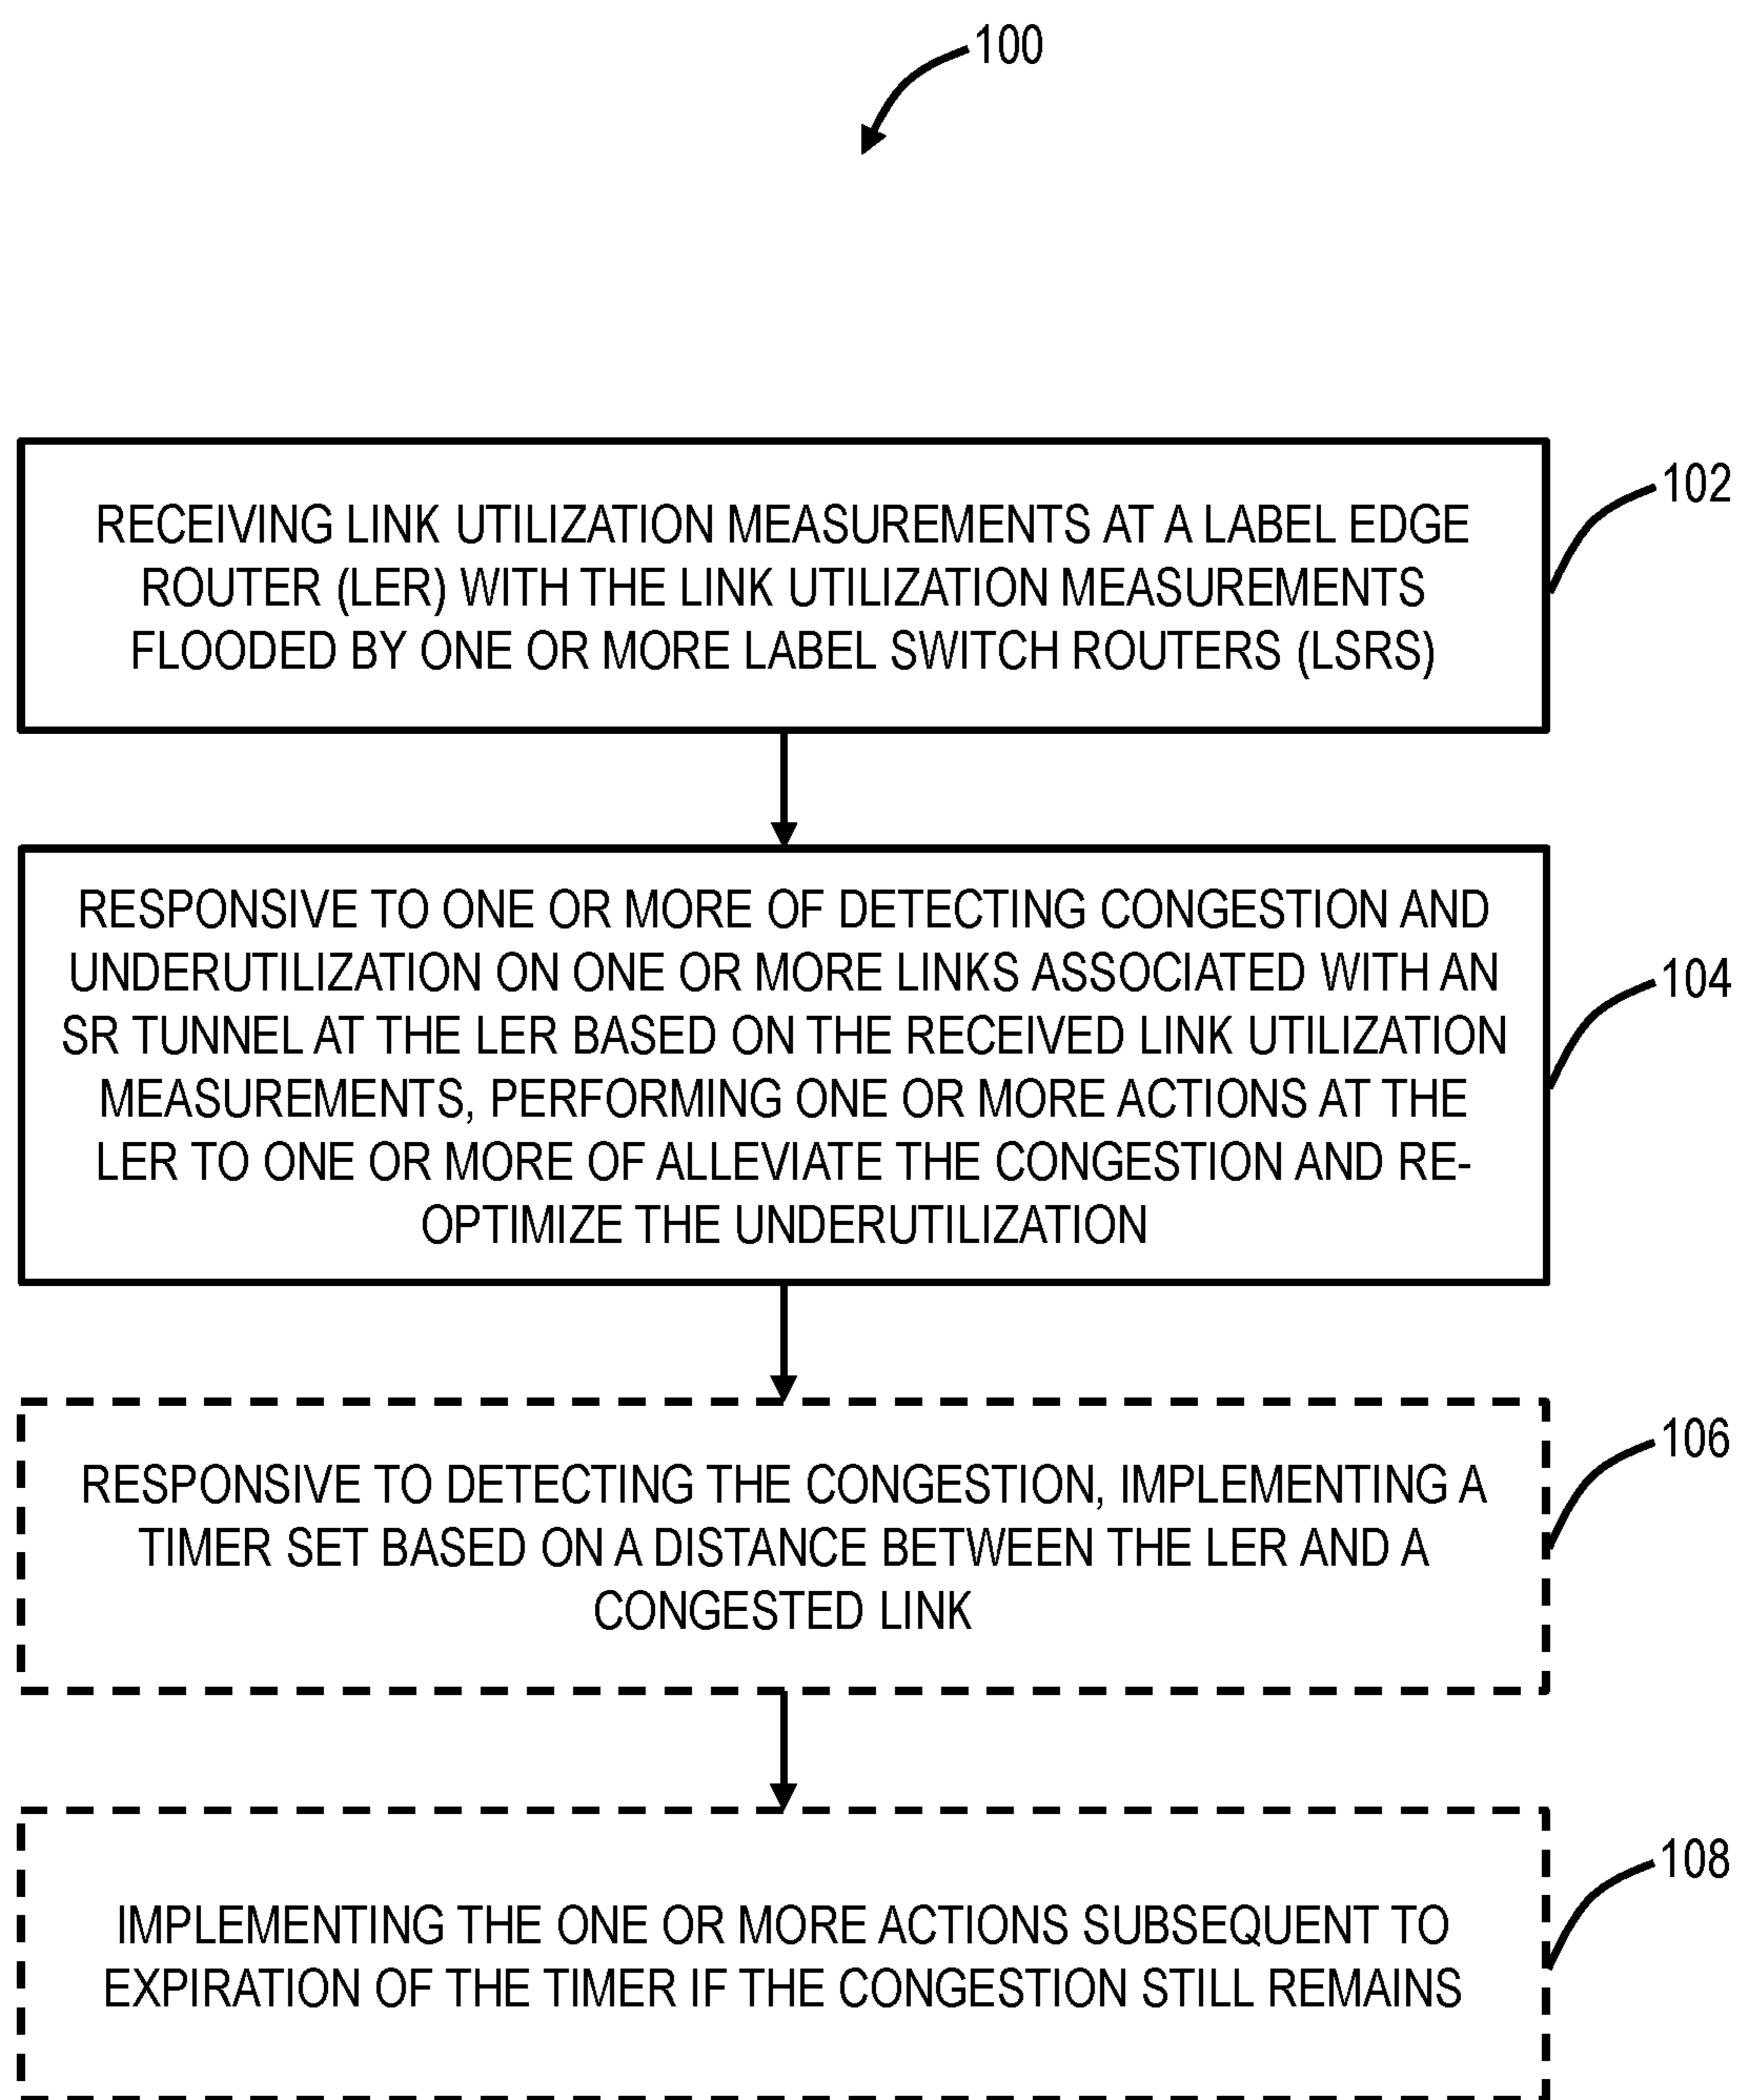 100
RECEIVING LINK UTILIZATION MEASUREMENTS AT A LABEL EDGE
ROUTER (LER) WITH THE LINK UTILIZATION MEASUREMENTS
FLOODED BY ONE OR MORE LABEL SWITCH ROUTERS (LSRS)
102
RESPONSIVE TO ONE OR MORE OF DETECTING CONGESTION AND
UNDERUTILIZATION ON ONE OR MORE LINKS ASSOCIATED WITH AN
SR TUNNEL AT THE LER BASED ON THE RECEIVED LINK UTILIZATION
MEASUREMENTS, PERFORMING ONE OR MORE ACTIONS AT THE
LER TO ONE OR MORE OF ALLEVIATE THE CONGESTION AND RE-
OPTIMIZE THE UNDERUTILIZATION
104
RESPONSIVE TO DETECTING THE CONGESTION, IMPLEMENTING A
TIMER SET BASED ON A DISTANCE BETWEEN THE LER AND A
CONGESTED LINK
106
IMPLEMENTING THE ONE OR MORE ACTIONS SUBSEQUENT TO
EXPIRATION OF THE TIMER IF THE CONGESTION STILL REMAINS
108